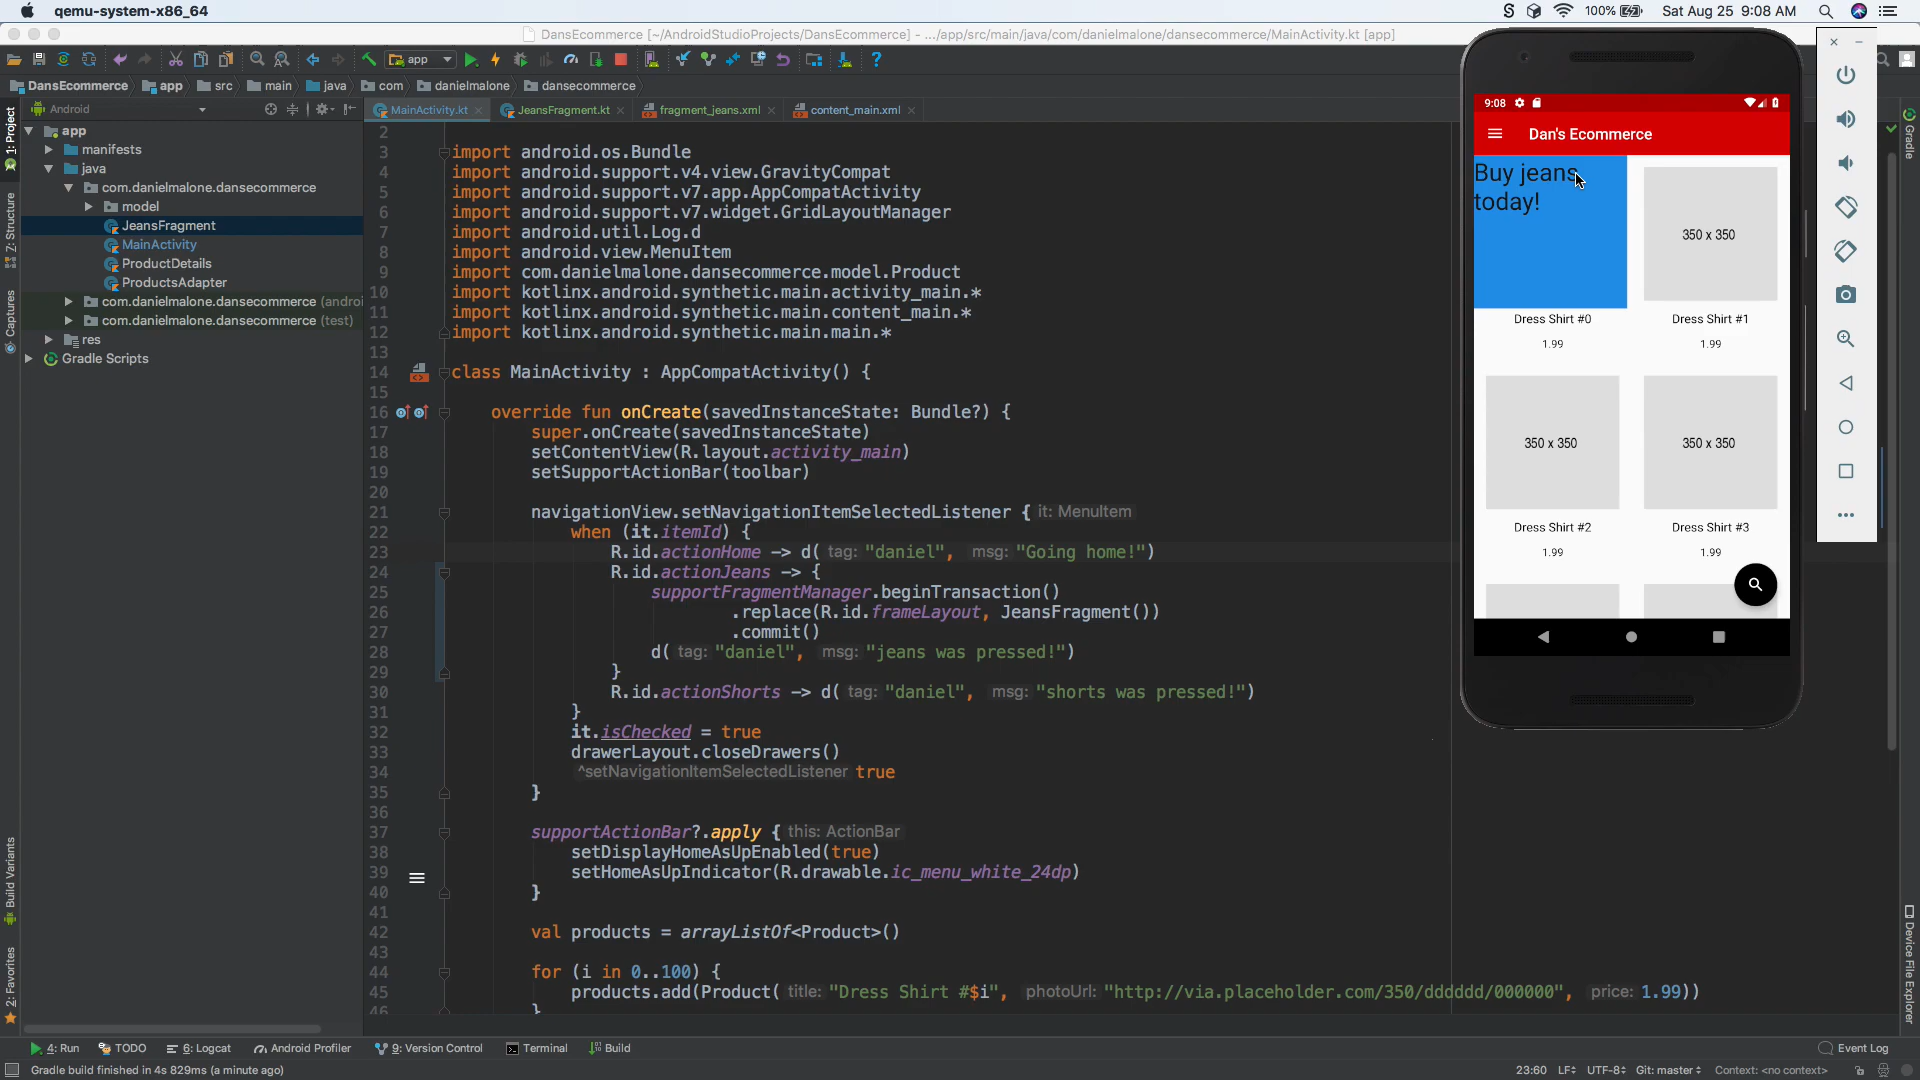 qemu-system-x86_64
100%
Sat Aug 25 9:08 AM
DansEcommerce [~/AndroidStudioProjects/DansEcommerce] - .../app/src/main/java/com/danielmalone/dansecommerce/MainActivity.kt [app]
app
DansEcommerce
app
src
main
java
com
danielmalone
dansecommerce
Android
MainActivity.kt
JeansFragment.kt
fragment_jeans.xml
content_main.xml
1: Project
Z: Structure
Captures
Build Variants
2: Favorites
app
manifests
java
com.danielmalone.dansecommerce
model
JeansFragment
MainActivity
ProductDetails
ProductsAdapter
com.danielmalone.dansecommerce (androi
com.danielmalone.dansecommerce (test)
res
Gradle Scripts
2
3 import android.os.Bundle
4 import android.support.v4.view.GravityCompat
5 import android.support.v7.app.AppCompatActivity
6 import android.support.v7.widget.GridLayoutManager
7 import android.util.Log.d
8 import android.view.MenuItem
9 import com.danielmalone.dansecommerce.model.Product
10 import kotlinx.android.synthetic.main.activity_main.*
11 import kotlinx.android.synthetic.main.content_main.*
12 import kotlinx.android.synthetic.main.main.*
13
14 class MainActivity : AppCompatActivity() {
15
16 override fun onCreate(savedInstanceState: Bundle?) {
17 super.onCreate(savedInstanceState)
18 setContentView(R.layout.activity_main)
19 setSupportActionBar(toolbar)
20
21 navigationView.setNavigationItemSelectedListener { it: MenuItem
22 when (it.itemId) {
23 R.id.actionHome -> d( tag: "daniel", msg: "Going home!")
24 R.id.actionJeans -> {
25 supportFragmentManager.beginTransaction()
26 .replace(R.id.frameLayout, JeansFragment())
27 .commit()
28 d( tag: "daniel", msg: "jeans was pressed!")
29 }
30 R.id.actionShorts -> d( tag: "daniel", msg: "shorts was pressed!")
31 }
32 it.isChecked = true
33 drawerLayout.closeDrawers()
34 ^setNavigationItemSelectedListener true
35 }
36
37 supportActionBar?.apply { this: ActionBar
38 setDisplayHomeAsUpEnabled(true)
39 setHomeAsUpIndicator(R.drawable.ic_menu_white_24dp)
40 }
41
42 val products = arrayListOf<Product>()
43
44 for (i in 0..100) {
45 products.add(Product( title: "Dress Shirt #$i", photoUrl: "http://via.placeholder.com/350/dddddd/000000", price: 1.99))
46 }
9:08
Dan's Ecommerce
Buy jeans
today!
350 x 350
Dress Shirt #0
Dress Shirt #1
1.99
1.99
350 x 350
350 x 350
Dress Shirt #2
Dress Shirt #3
1.99
1.99
Gradle
Device File Explorer
4: Run
TODO
6: Logcat
Android Profiler
9: Version Control
Terminal
Build
Event Log
Gradle build finished in 4s 829ms (a minute ago)
23:60
LF
UTF-8
Git: master
Context: <no context>